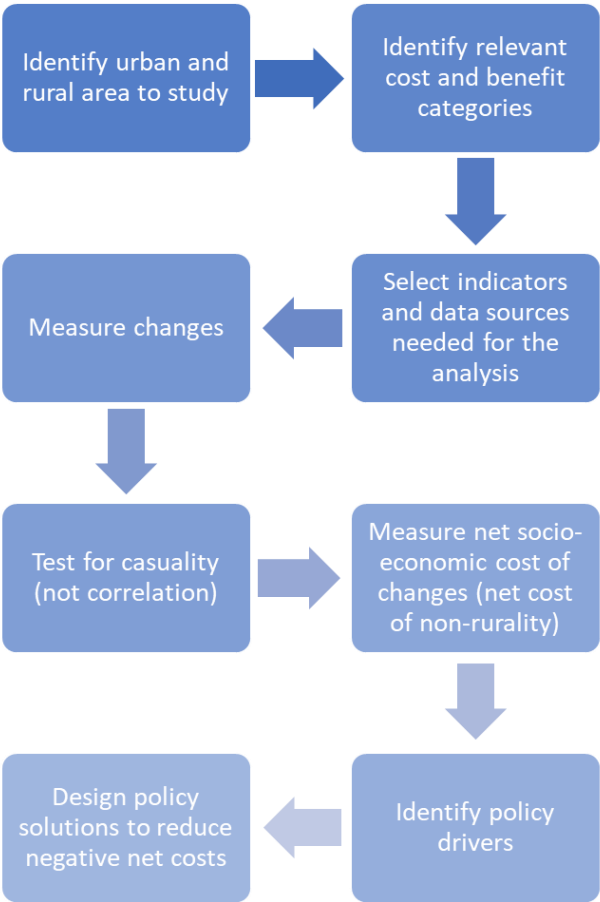 Identify urban and
rural area to study
Identify relevant
cost and benefit
categories
Select indicators
and data sources
needed for the
analysis
Measure changes
Test for casuality
(not correlation)
Measure net socio-
economic cost of
changes (net cost
of non-rurality)
Identify policy
drivers
Design policy
solutions to reduce
negative net costs